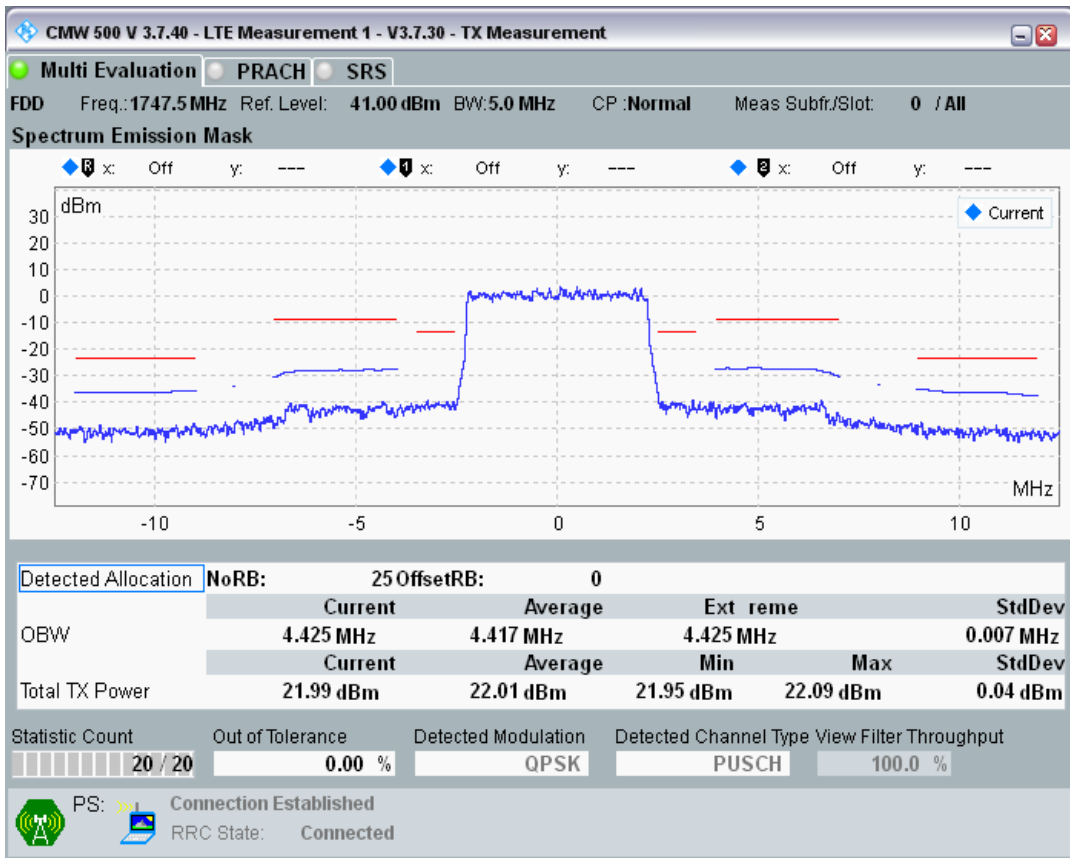 CMW 500 V 3.7.40 - LTE Measurement 1 - V3.7.30 - TX Measurement
Multi Evaluation PRACH SRS
FDD Freq.: 1747.5 MHz Ref. Level: 41.00 dBm BW: 5.0 MHz CP : Normal Meas Subfr./Slot: 0 / All
Spectrum Emission Mask
R x: Off y: --- 1 x: Off y: --- 2 x: Off y: ---
dBm
Current
30
20
10
0
-10
-20
-30
-40
-50
-60
-70
MHz
-10 -5 0 5 10
Detected Allocation NoRB: 25 OffsetRB: 0
Current Average Ext reme StdDev
OBW 4.425 MHz 4.417 MHz 4.425 MHz 0.007 MHz
Current Average Min Max StdDev
Total TX Power 21.99 dBm 22.01 dBm 21.95 dBm 22.09 dBm 0.04 dBm
Statistic Count Out of Tolerance Detected Modulation Detected Channel Type View Filter Throughput
20 / 20 0.00 % QPSK PUSCH 100.0 %
PS: Connection Established
RRC State: Connected